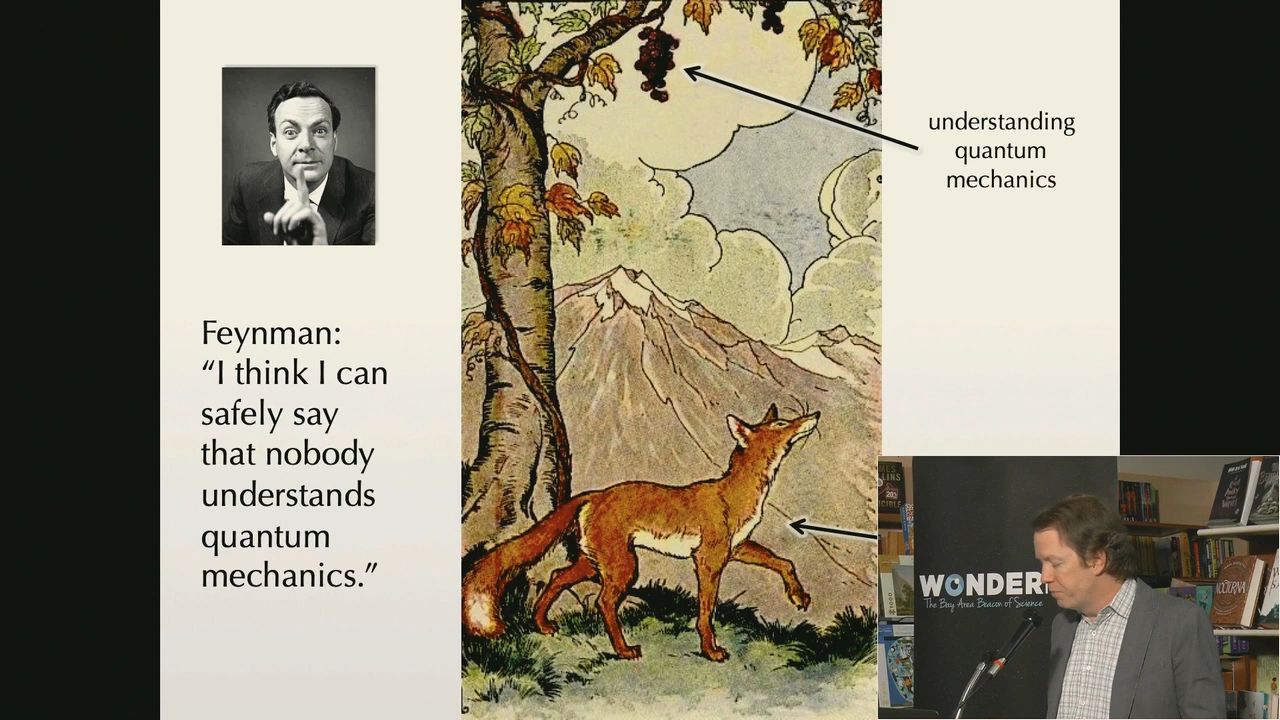 Feynman:
“I think I can
safely say
that nobody
understands
quantum
mechanics.”
understanding
quantum
mechanics
WONDER
The Bay Area Beacon of Science
NOCTURNA